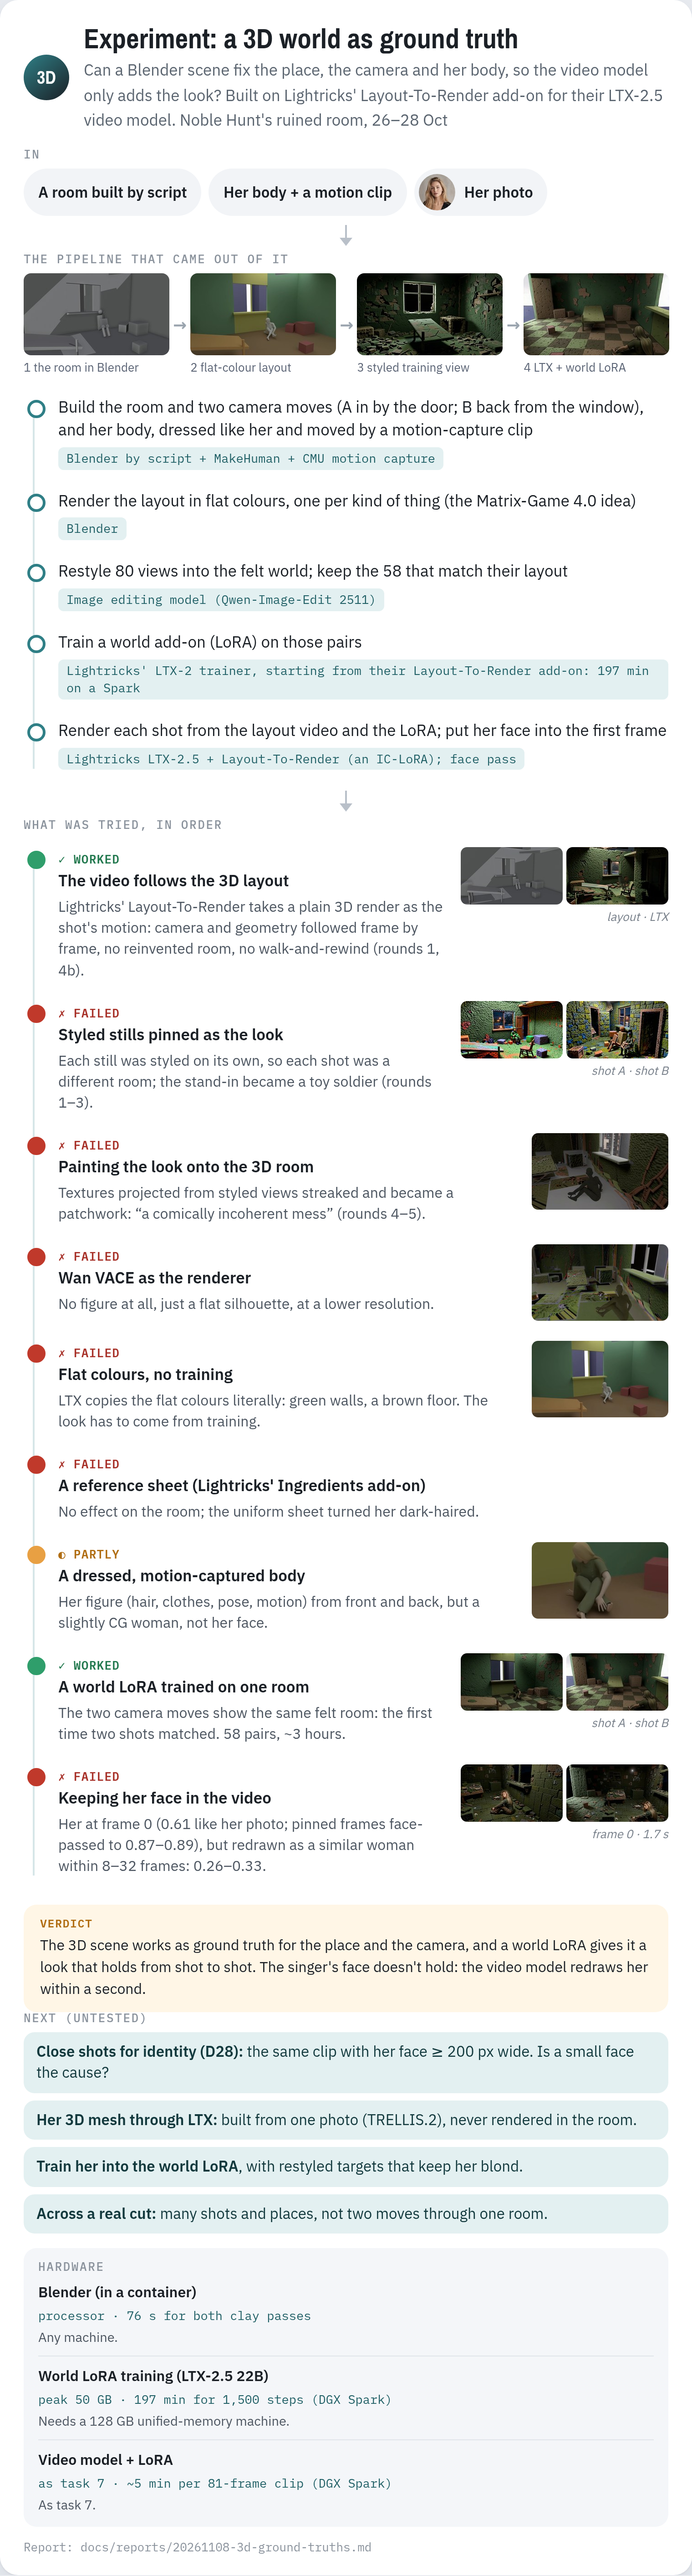 Experiment: a 3D world as ground truth
3D
Can a Blender scene fix the place, the camera and her body, so the video model
only adds the look? Built on Lightricks' Layout-To-Render add-on for their LTX-2.5
video model. Noble Hunt's ruined room, 26–28 Oct
IN
A room built by script
Her body + a motion clip
Her photo
THE PIPELINE THAT CAME OUT OF IT
1 the room in Blender
2 flat-colour layout
3 styled training view
4 LTX + world LoRA
Build the room and two camera moves (A in by the door; B back from the window),
and her body, dressed like her and moved by a motion-capture clip
Blender by script + MakeHuman + CMU motion capture
Render the layout in flat colours, one per kind of thing (the Matrix-Game 4.0 idea)
Blender
Restyle 80 views into the felt world; keep the 58 that match their layout
Image editing model (Qwen-Image-Edit 2511)
Train a world add-on (LoRA) on those pairs
Lightricks' LTX-2 trainer, starting from their Layout-To-Render add-on: 197 min
on a Spark
Render each shot from the layout video and the LoRA; put her face into the first frame
Lightricks LTX-2.5 + Layout-To-Render (an IC-LoRA); face pass
WHAT WAS TRIED, IN ORDER
✓ WORKED
The video follows the 3D layout
Lightricks' Layout-To-Render takes a plain 3D render as the
shot's motion: camera and geometry followed frame by
frame, no reinvented room, no walk-and-rewind (rounds 1,
4b).
layout · LTX
✗ FAILED
Styled stills pinned as the look
Each still was styled on its own, so each shot was a
different room; the stand-in became a toy soldier (rounds
1–3).
shot A · shot B
✗ FAILED
Painting the look onto the 3D room
Textures projected from styled views streaked and became a
patchwork: “a comically incoherent mess” (rounds 4–5).
✗ FAILED
Wan VACE as the renderer
No figure at all, just a flat silhouette, at a lower resolution.
✗ FAILED
Flat colours, no training
LTX copies the flat colours literally: green walls, a brown floor. The
look has to come from training.
✗ FAILED
A reference sheet (Lightricks' Ingredients add-on)
No effect on the room; the uniform sheet turned her dark-haired.
◐ PARTLY
A dressed, motion-captured body
Her figure (hair, clothes, pose, motion) from front and back, but a
slightly CG woman, not her face.
✓ WORKED
A world LoRA trained on one room
The two camera moves show the same felt room: the first
time two shots matched. 58 pairs, ~3 hours.
shot A · shot B
✗ FAILED
Keeping her face in the video
Her at frame 0 (0.61 like her photo; pinned frames face-
passed to 0.87–0.89), but redrawn as a similar woman
within 8–32 frames: 0.26–0.33.
frame 0 · 1.7 s
VERDICT
The 3D scene works as ground truth for the place and the camera, and a world LoRA gives it a
look that holds from shot to shot. The singer's face doesn't hold: the video model redraws her
within a second.
NEXT (UNTESTED)
Close shots for identity (D28): the same clip with her face ≥ 200 px wide. Is a small face
the cause?
Her 3D mesh through LTX: built from one photo (TRELLIS.2), never rendered in the room.
Train her into the world LoRA, with restyled targets that keep her blond.
Across a real cut: many shots and places, not two moves through one room.
HARDWARE
Blender (in a container)
processor · 76 s for both clay passes
Any machine.
World LoRA training (LTX-2.5 22B)
peak 50 GB · 197 min for 1,500 steps (DGX Spark)
Needs a 128 GB unified-memory machine.
Video model + LoRA
as task 7 · ~5 min per 81-frame clip (DGX Spark)
As task 7.
Report: docs/reports/20261108-3d-ground-truths.md